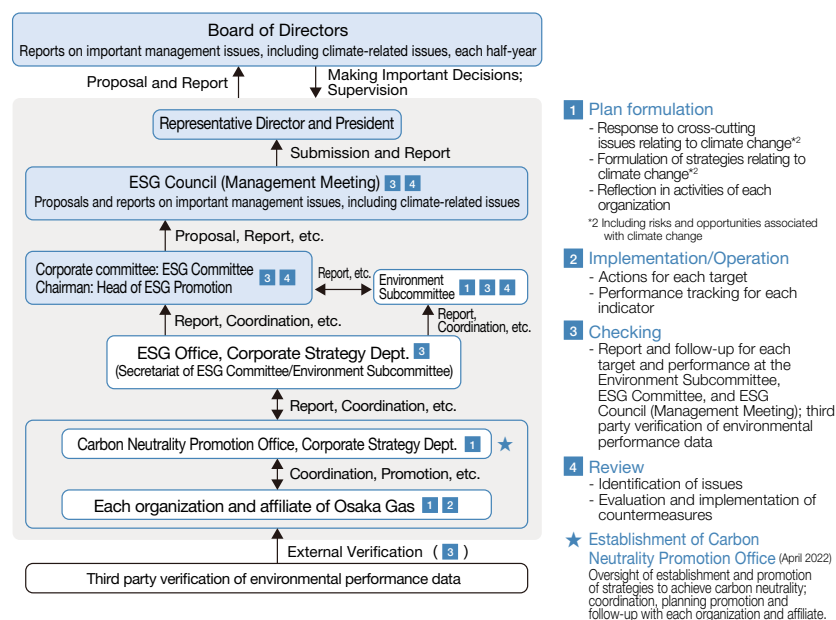 Board of Directors
Reports on important management issues, including climate-related issues, each half-year
Proposal and Report
Making Important Decisions;
Supervision
Representative Director and President
Submission and Report
ESG Council (Management Meeting) 3 4
Proposals and reports on important management issues, including climate-related issues
Proposal, Report, etc.
Corporate committee: ESG Committee
Chairman: Head of ESG Promotion
3 4
Report, etc.
Environment
Subcommittee
1 3 4
Report, Coordination, etc.
Report,
Coordination, etc.
ESG Office, Corporate Strategy Dept. 3
(Secretariat of ESG Committee/Environment Subcommittee)
Report, Coordination, etc.
Carbon Neutrality Promotion Office, Corporate Strategy Dept. 1 ★
Coordination, Promotion, etc.
Each organization and affiliate of Osaka Gas 1 2
External Verification ( 3 )
Third party verification of environmental performance data
1 Plan formulation
- Response to cross-cutting
issues relating to climate change*2
- Formulation of strategies relating to
climate change*2
- Reflection in activities of each
organization
*2 Including risks and opportunities associated
with climate change
2 Implementation/Operation
- Actions for each target
- Performance tracking for each
indicator
3 Checking
- Report and follow-up for each
target and performance at the
Environment Subcommittee,
ESG Committee, and ESG
Council (Management Meeting); third
party verification of environmental
performance data
4 Review
- Identification of issues
- Evaluation and implementation of
countermeasures
★ Establishment of Carbon
Neutrality Promotion Office (April 2022)
Oversight of establishment and promotion
of strategies to achieve carbon neutrality;
coordination, planning promotion and
follow-up with each organization and affiliate.